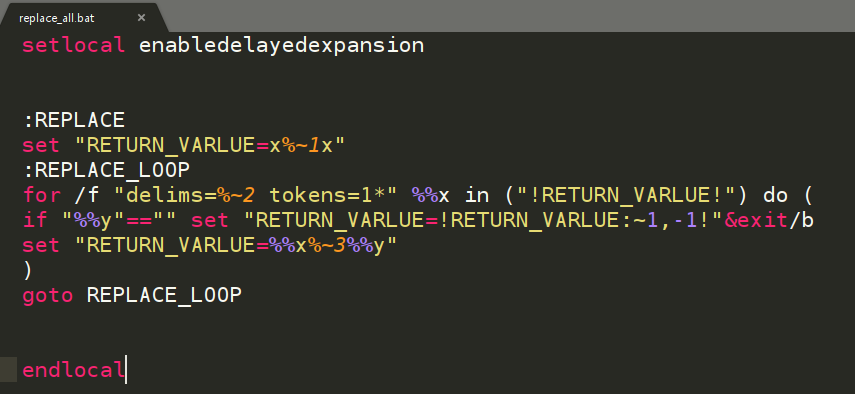 replace_all.bat ×
setlocal enabledelayedexpansion
:REPLACE
set "RETURN_VARLUE=x%~1x"
:REPLACE_LOOP
for /f "delims=%~2 tokens=1*" %%x in ("!RETURN_VARLUE!") do (
if "%%y"=="" set "RETURN_VARLUE=!RETURN_VARLUE:~1,-1!"&exit/b
set "RETURN_VARLUE=%%x%~3%%y"
)
goto REPLACE_LOOP
endlocal